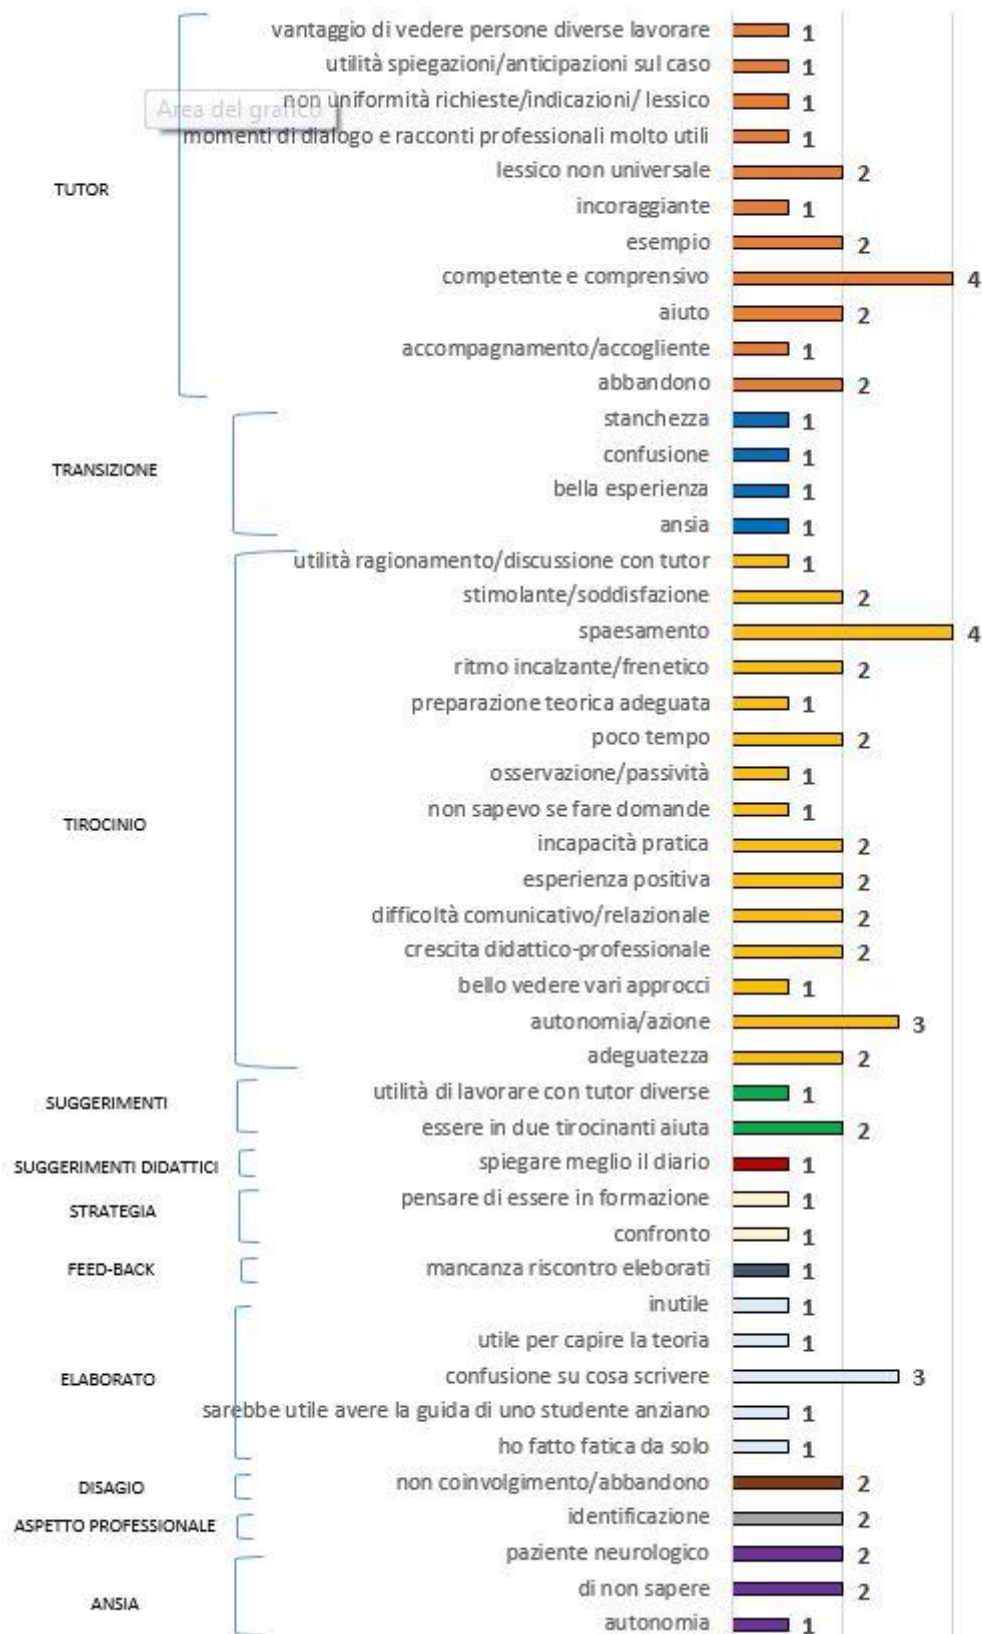 vantaggio di vedere persone diverse lavorare 1
utilità spiegazioni/anticipazioni sul caso 1
Area del grafico
non uniformità richieste/indicazioni/ lessico 1
momenti di dialogo e racconti professionali molto utili 1
lessico non universale 2
TUTOR
incoraggiante 1
esempio 2
competente e comprensivo 4
aiuto 2
accompagnamento/accogliente 1
abbandono 2
stanchezza 1
confusione 1
TRANSIZIONE
bella esperienza 1
ansia 1
utilità ragionamento/discussione con tutor 1
stimolante/soddisfazione 2
spaesamento 4
ritmo incalzante/frenetico 2
preparazione teorica adeguata 1
poco tempo 2
osservazione/passività 1
non sapevo se fare domande 1
TIROCINIO
incapacità pratica 2
esperienza positiva 2
difficoltà comunicativo/relazionale 2
crescita didattico-professionale 2
bello vedere vari approcci 1
autonomia/azione 3
adeguatezza 2
utilità di lavorare con tutor diverse 1
SUGGERIMENTI
essere in due tirocinanti aiuta 2
SUGGERIMENTI DIDATTICI spiegare meglio il diario 1
pensare di essere in formazione 1
STRATEGIA
confronto 1
FEED-BACK mancanza riscontro eleborati 1
inutile 1
utile per capire la teoria 1
ELABORATO confusione su cosa scrivere 3
sarebbe utile avere la guida di uno studente anziano 1
ho fatto fatica da solo 1
DISAGIO non coinvolgimento/abbandono 2
ASPETTO PROFESSIONALE identificazione 2
paziente neurologico 2
di non sapere 2
ANSIA
autonomia 1